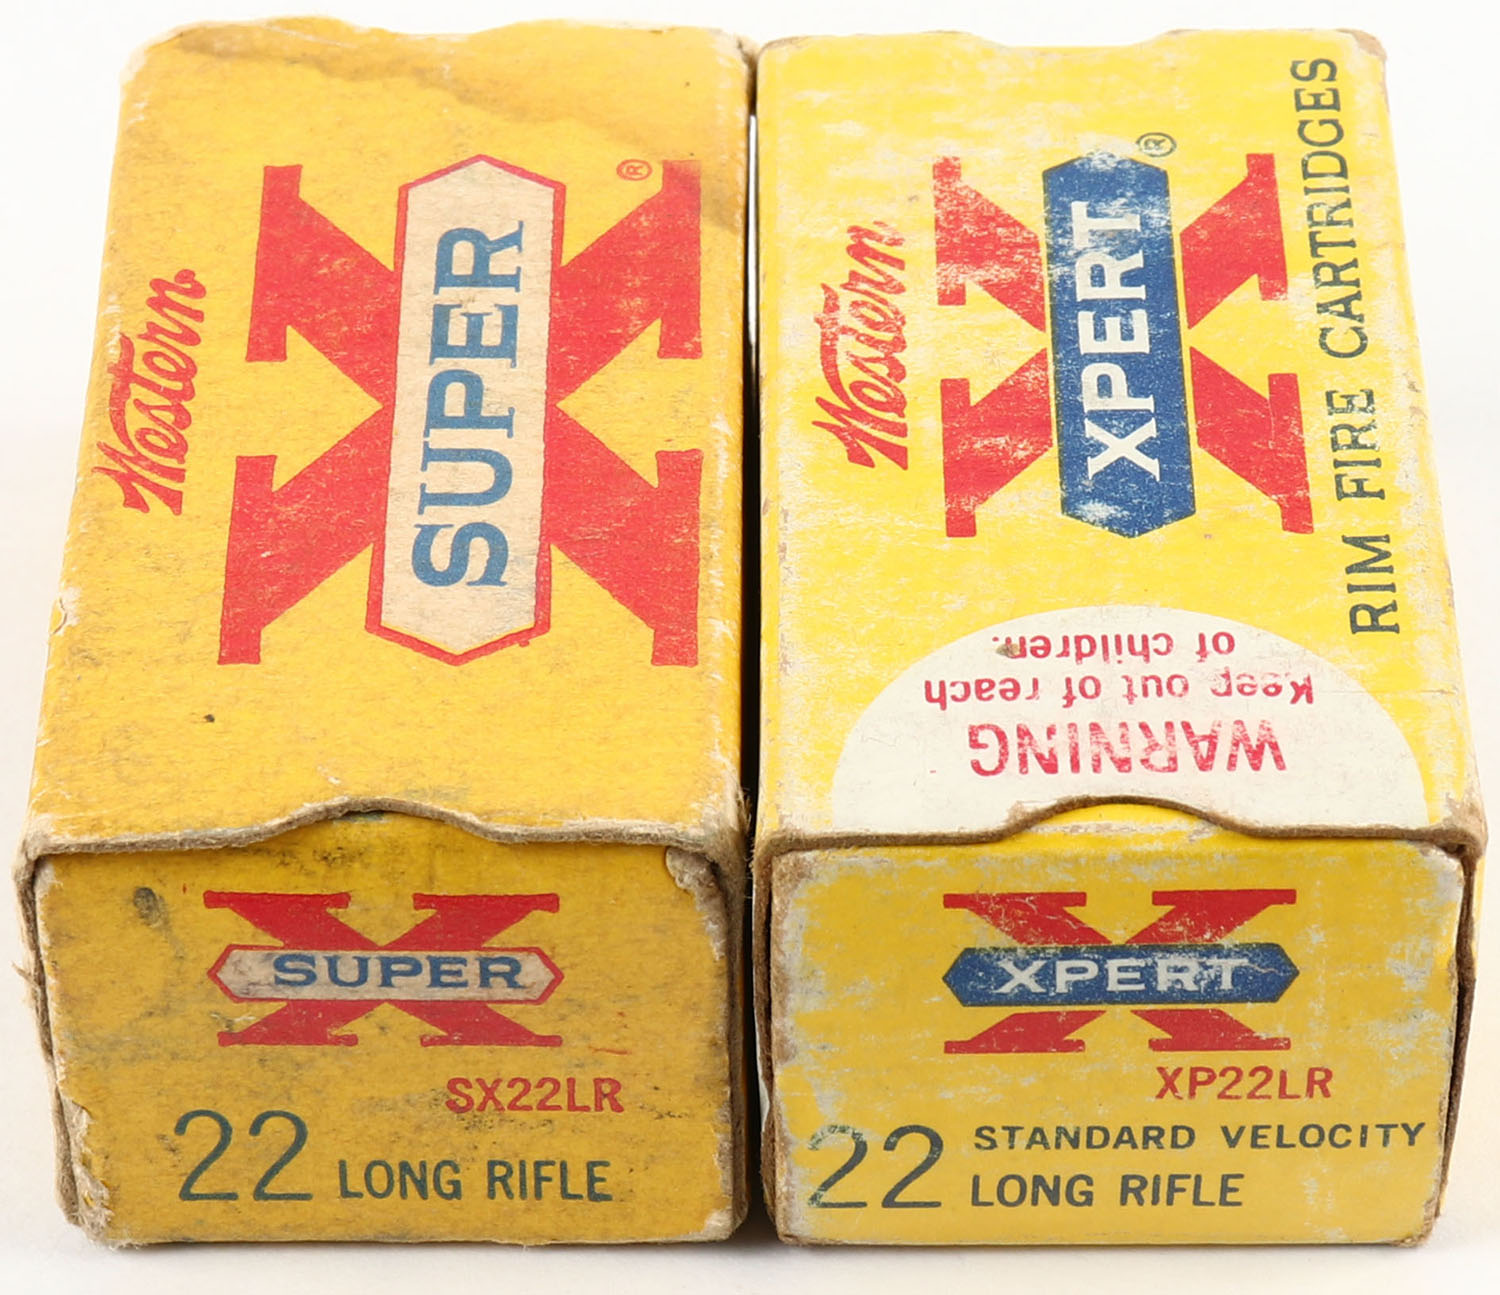 Western
SUPER
®
SUPER
SX22LR
22 LONG RIFLE
Western
XPERT
®
RIM FIRE CARTRIDGES
WARNING
Keep out of reach
of children.
XPERT
XP22LR
22 STANDARD VELOCITY
LONG RIFLE